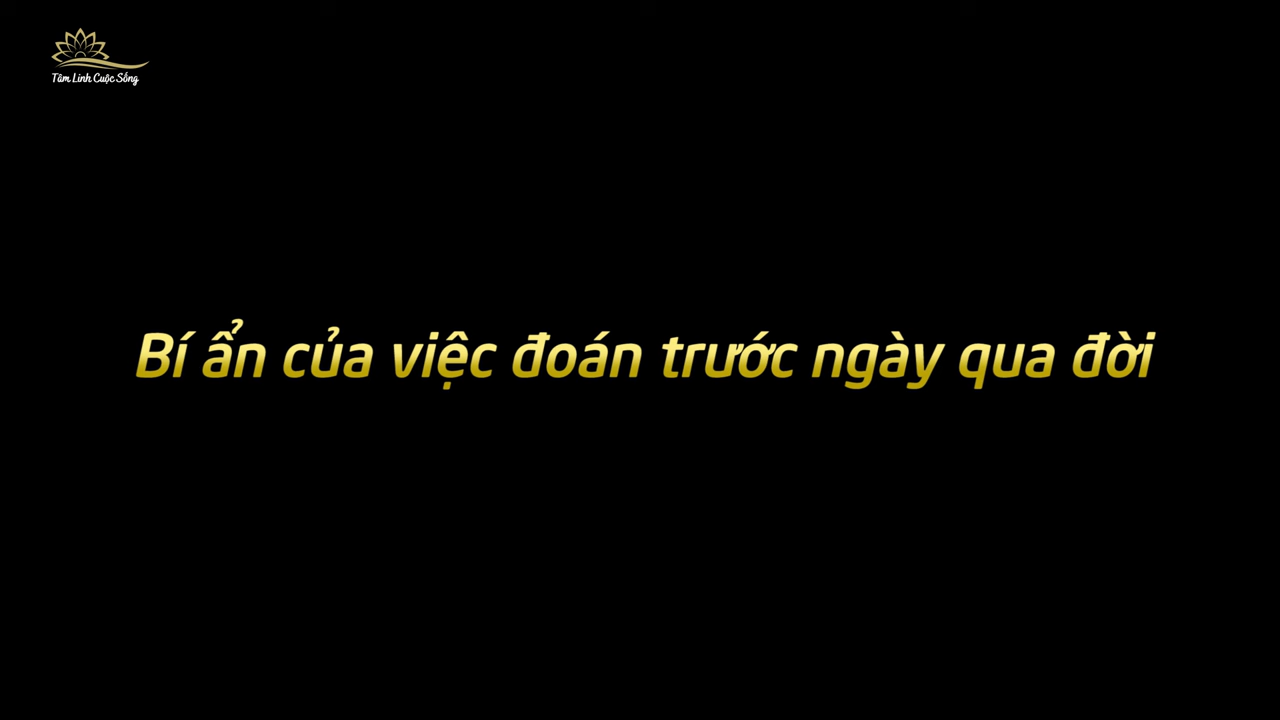 Tâm Linh Cuộc Sống
Bí ẩn của việc đoán trước ngày qua đời